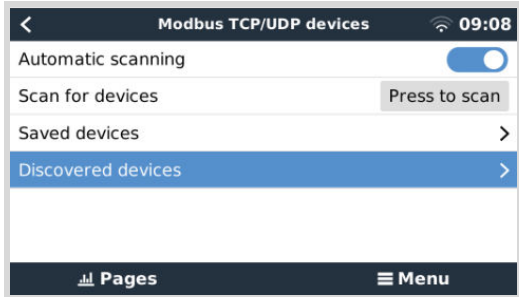 Modbus TCP/UDP devices 09:08
Automatic scanning
Scan for devices Press to scan
Saved devices
Discovered devices
Pages Menu